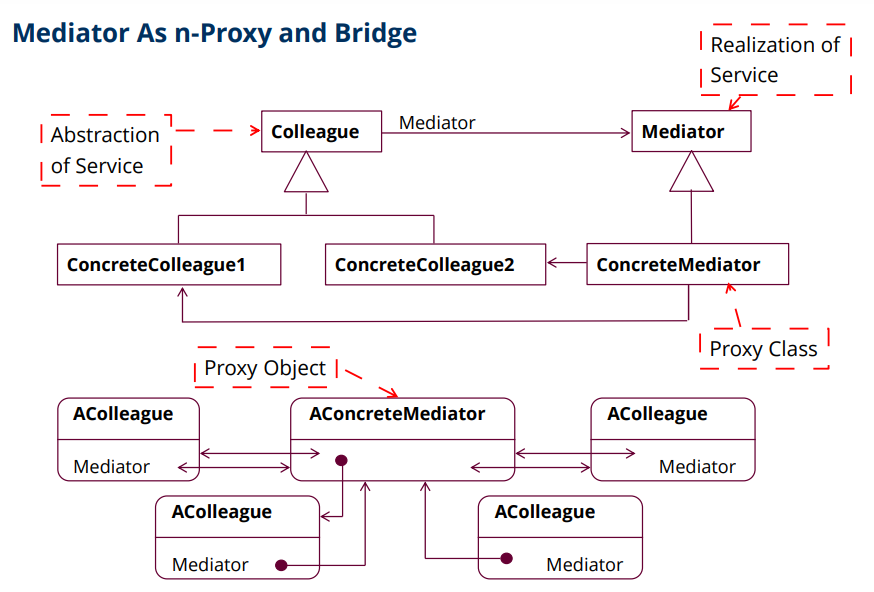 Mediator As n-Proxy and Bridge
Realization of
Service
Abstraction
of Service
Colleague
Mediator
Mediator
ConcreteColleague1
ConcreteColleague2
ConcreteMediator
Proxy Class
Proxy Object
AColleague
AConcreteMediator
AColleague
Mediator
Mediator
AColleague
AColleague
Mediator
Mediator